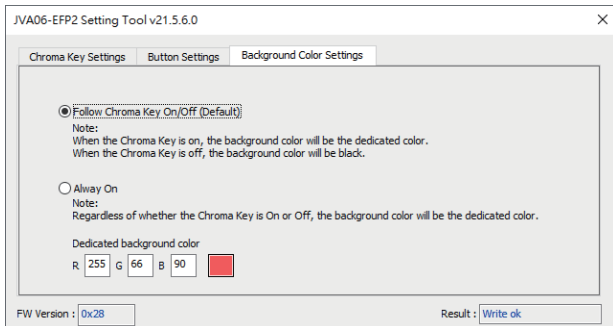 JVA06-EFP2 Setting Tool v21.5.6.0
Chroma Key Settings Button Settings Background Color Settings
Follow Chroma Key On/Off (Default)
Note:
When the Chroma Key is on, the background color will be the dedicated color.
When the Chroma Key is off, the background color will be black.
Alway On
Note:
Regardless of whether the Chroma Key is On or Off, the background color will be the dedicated color.
Dedicated background color
R 255 G 66 B 90
FW Version : 0x28 Result : Write ok